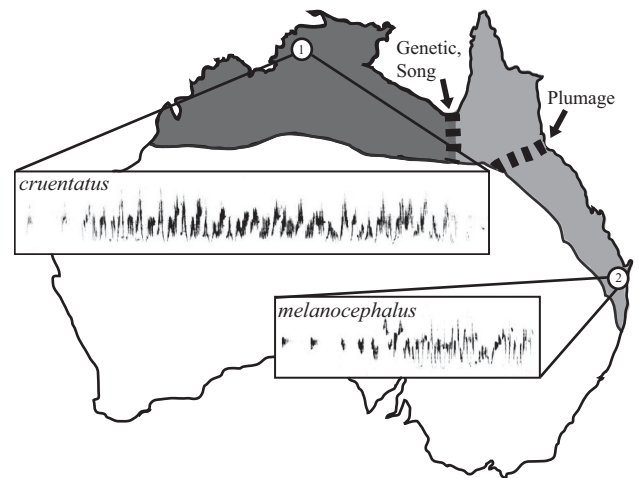 Genetic,
Song
Plumage
1
cruentatus
2
melanocephalus